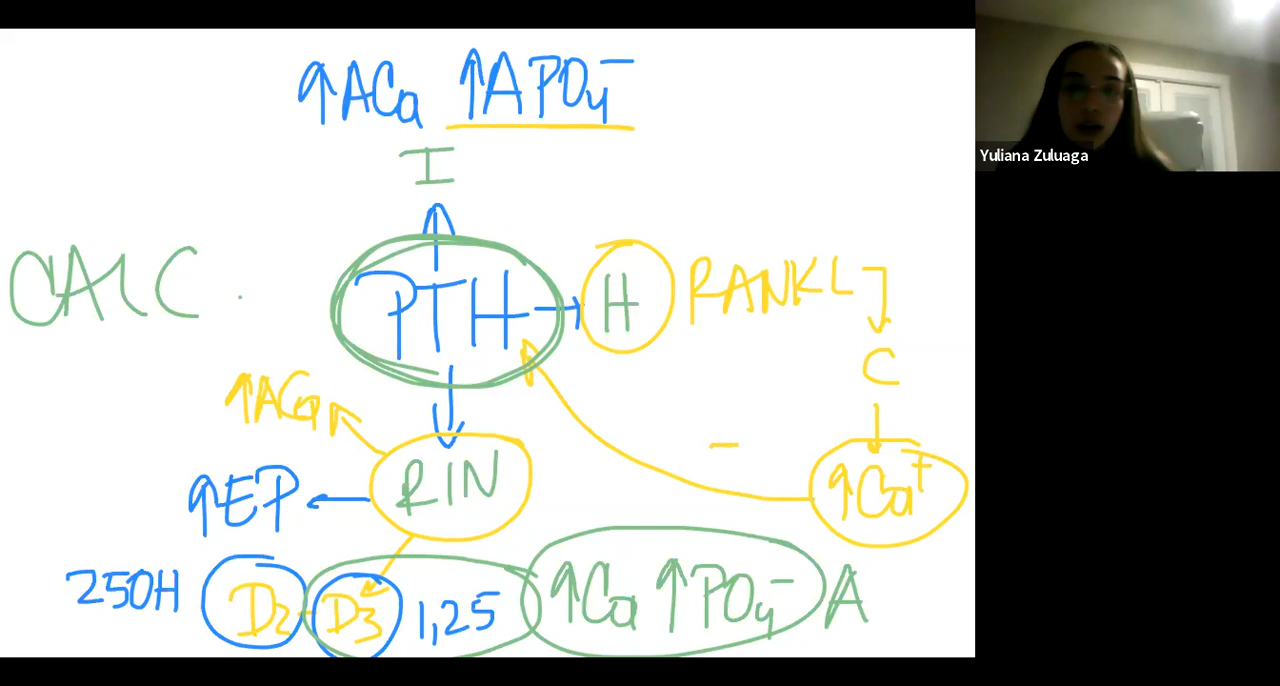 ↑ACa ↑APO4-
I
CALC PTH → H RANKL
C
↑ACa
RIN ↑Ca+
↑EP -
25OH D2 - D3 1,25 ↑Ca ↑PO4- A
Yuliana Zuluaga